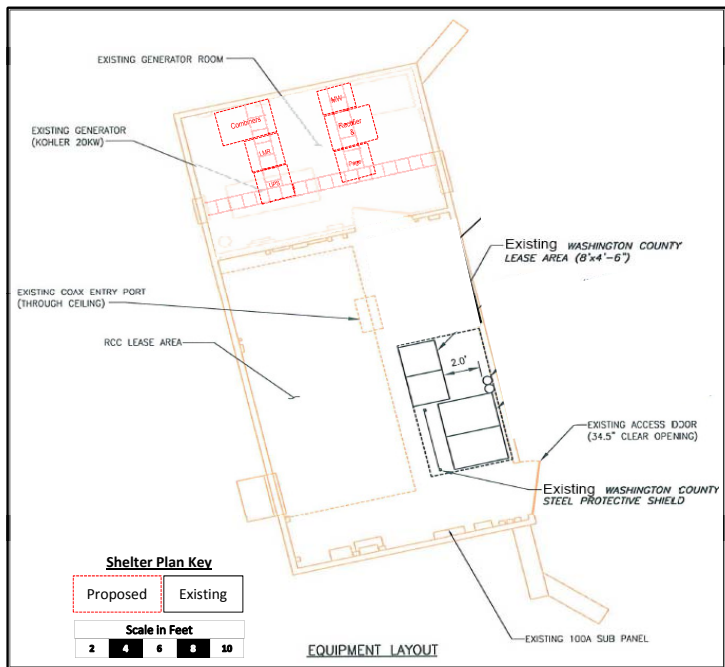 EXISTING GENERATOR ROOM
MW
Combiners
Rectifier
&
EXISTING GENERATOR
(KOHLER 20KW)
LMR
Page
UPS
Existing WASHINGTON COUNTY
LEASE AREA (8'x4'-6")
EXISTING COAX ENTRY PORT
(THROUGH CEILING)
RCC LEASE AREA
2.0'
EXISTING ACCESS DOOR
(34.5" CLEAR OPENING)
Existing WASHINGTON COUNTY
STEEL PROTECTIVE SHIELD
Shelter Plan Key
Proposed Existing
Scale in Feet
2 4 6 8 10
EQUIPMENT LAYOUT
EXISTING 100A SUB PANEL